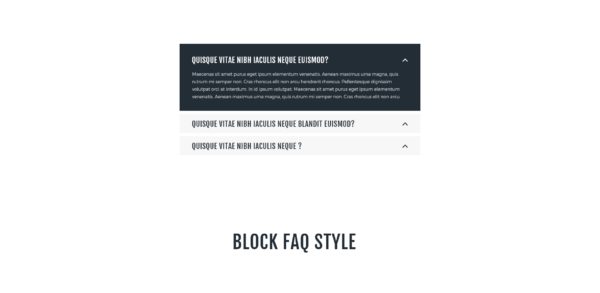 QUISQUE VITAE NIBH IACULIS NEQUE EUISMOD?
Maecenas sit amet purus eget ipsum elementum venenatis. Aenean maximus urna magna, quis
rutrum mi semper non. Cras rhoncus elit non arcu hendrerit rhoncus. Pellentesque dignissim
volutpat orci at interdum. In id ipsum volutpat. Maecenas sit amet purus eget ipsum elementum
venenatis. Aenean maximus urna magna, quis rutrum mi semper non. Cras rhoncus elit non arcu
QUISQUE VITAE NIBH IACULIS NEQUE BLANDIT EUISMOD?
QUISQUE VITAE NIBH IACULIS NEQUE ?
BLOCK FAQ STYLE